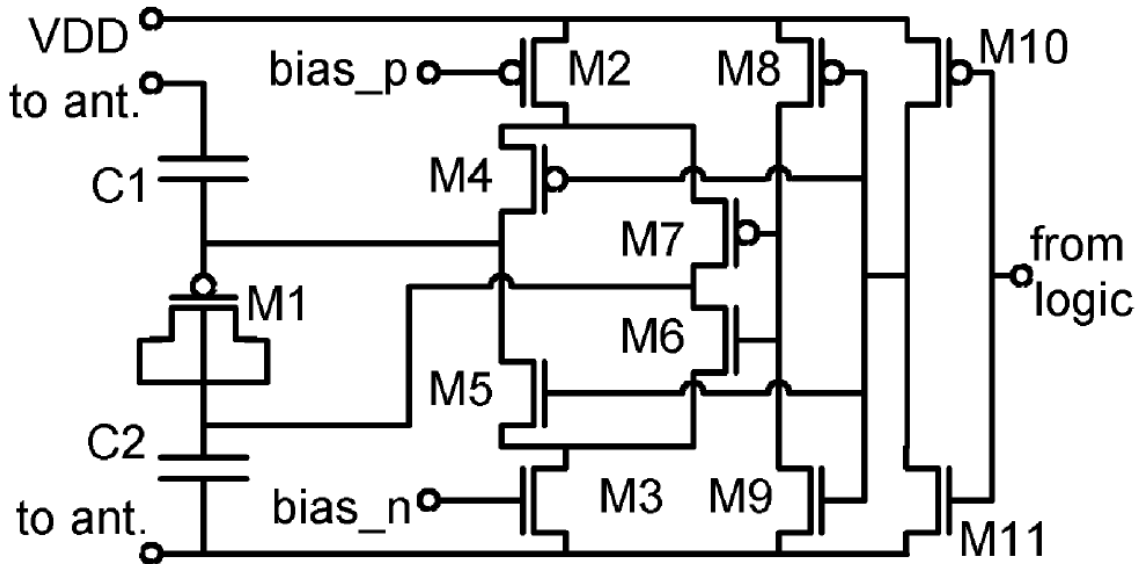 VDD
to ant.
C1
M1
C2
to ant.
bias_p
M2
M4
M5
bias_n
M3
M7
M6
M8
M9
M10
from
logic
M11